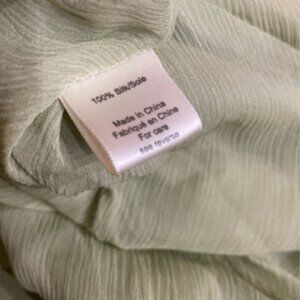 100% Silk/Soie
Made in China
Fabriqué en Chine
For care
see reverse